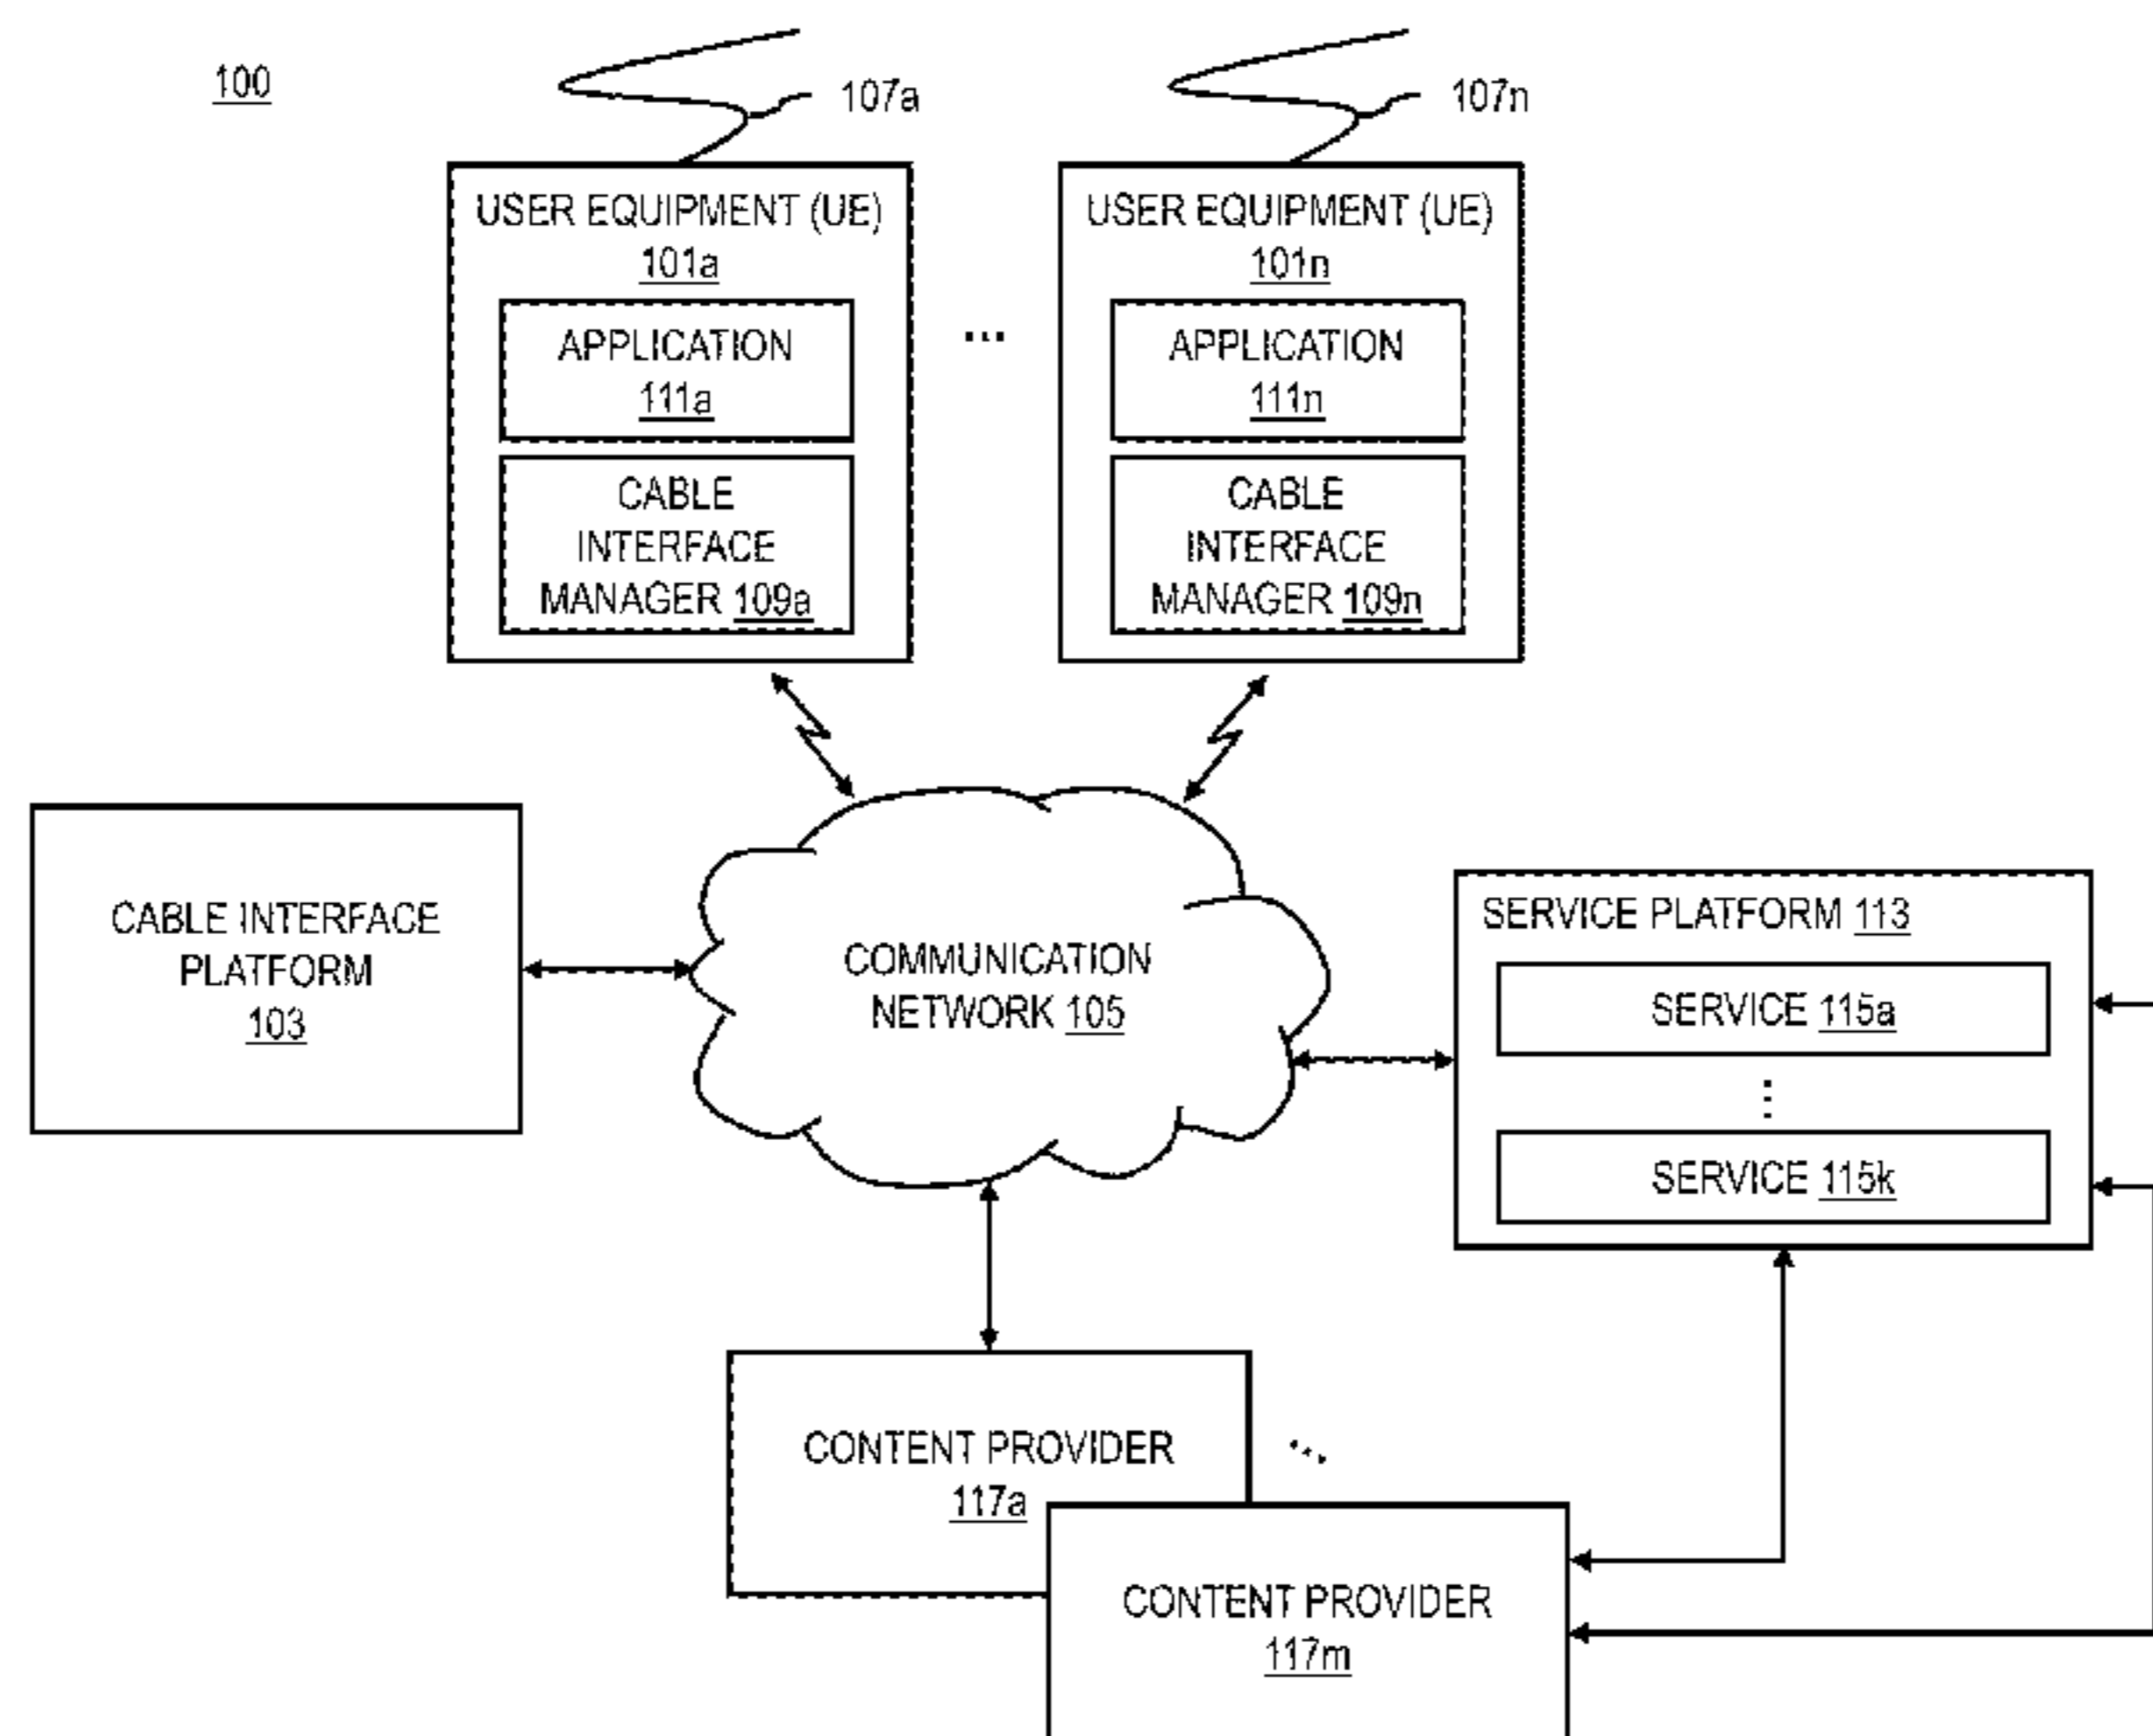 100
107a
107n
USER EQUIPMENT (UE)
101a
APPLICATION
111a
CABLE
INTERFACE
MANAGER 109a
...
USER EQUIPMENT (UE)
101n
APPLICATION
111n
CABLE
INTERFACE
MANAGER 109n
CABLE INTERFACE
PLATFORM
103
COMMUNICATION
NETWORK 105
SERVICE PLATFORM 113
SERVICE 115a
...
SERVICE 115k
CONTENT PROVIDER
117a
...
CONTENT PROVIDER
117m